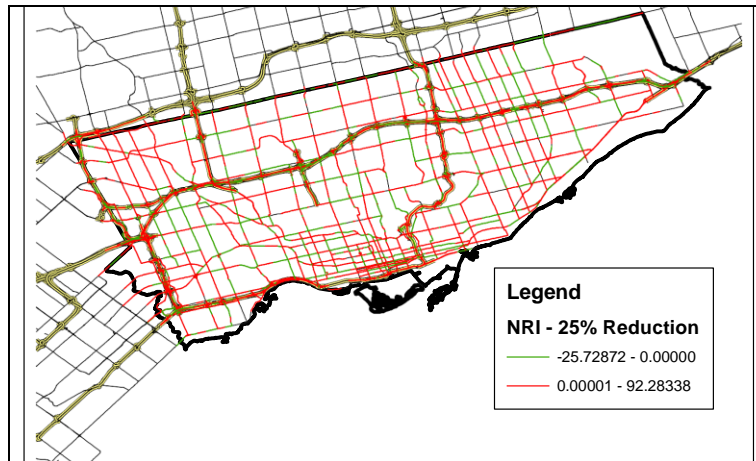 Legend
NRI - 25% Reduction
-25.72872 - 0.00000
0.00001 - 92.28338